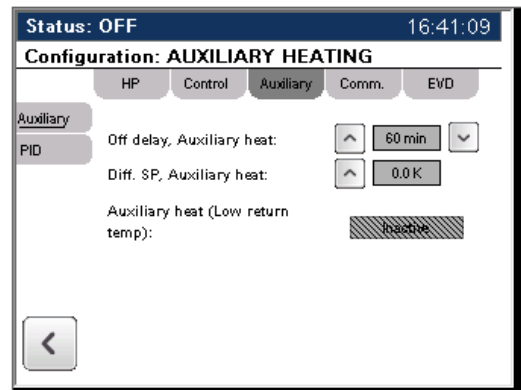 Status: OFF 16:41:09
Configuration: AUXILIARY HEATING
HP Control Auxiliary Comm. EVD
Auxiliary
PID
Off delay, Auxiliary heat: 60 min
Diff. SP, Auxiliary heat: 0.0 K
Auxiliary heat (Low return
temp): Inactive